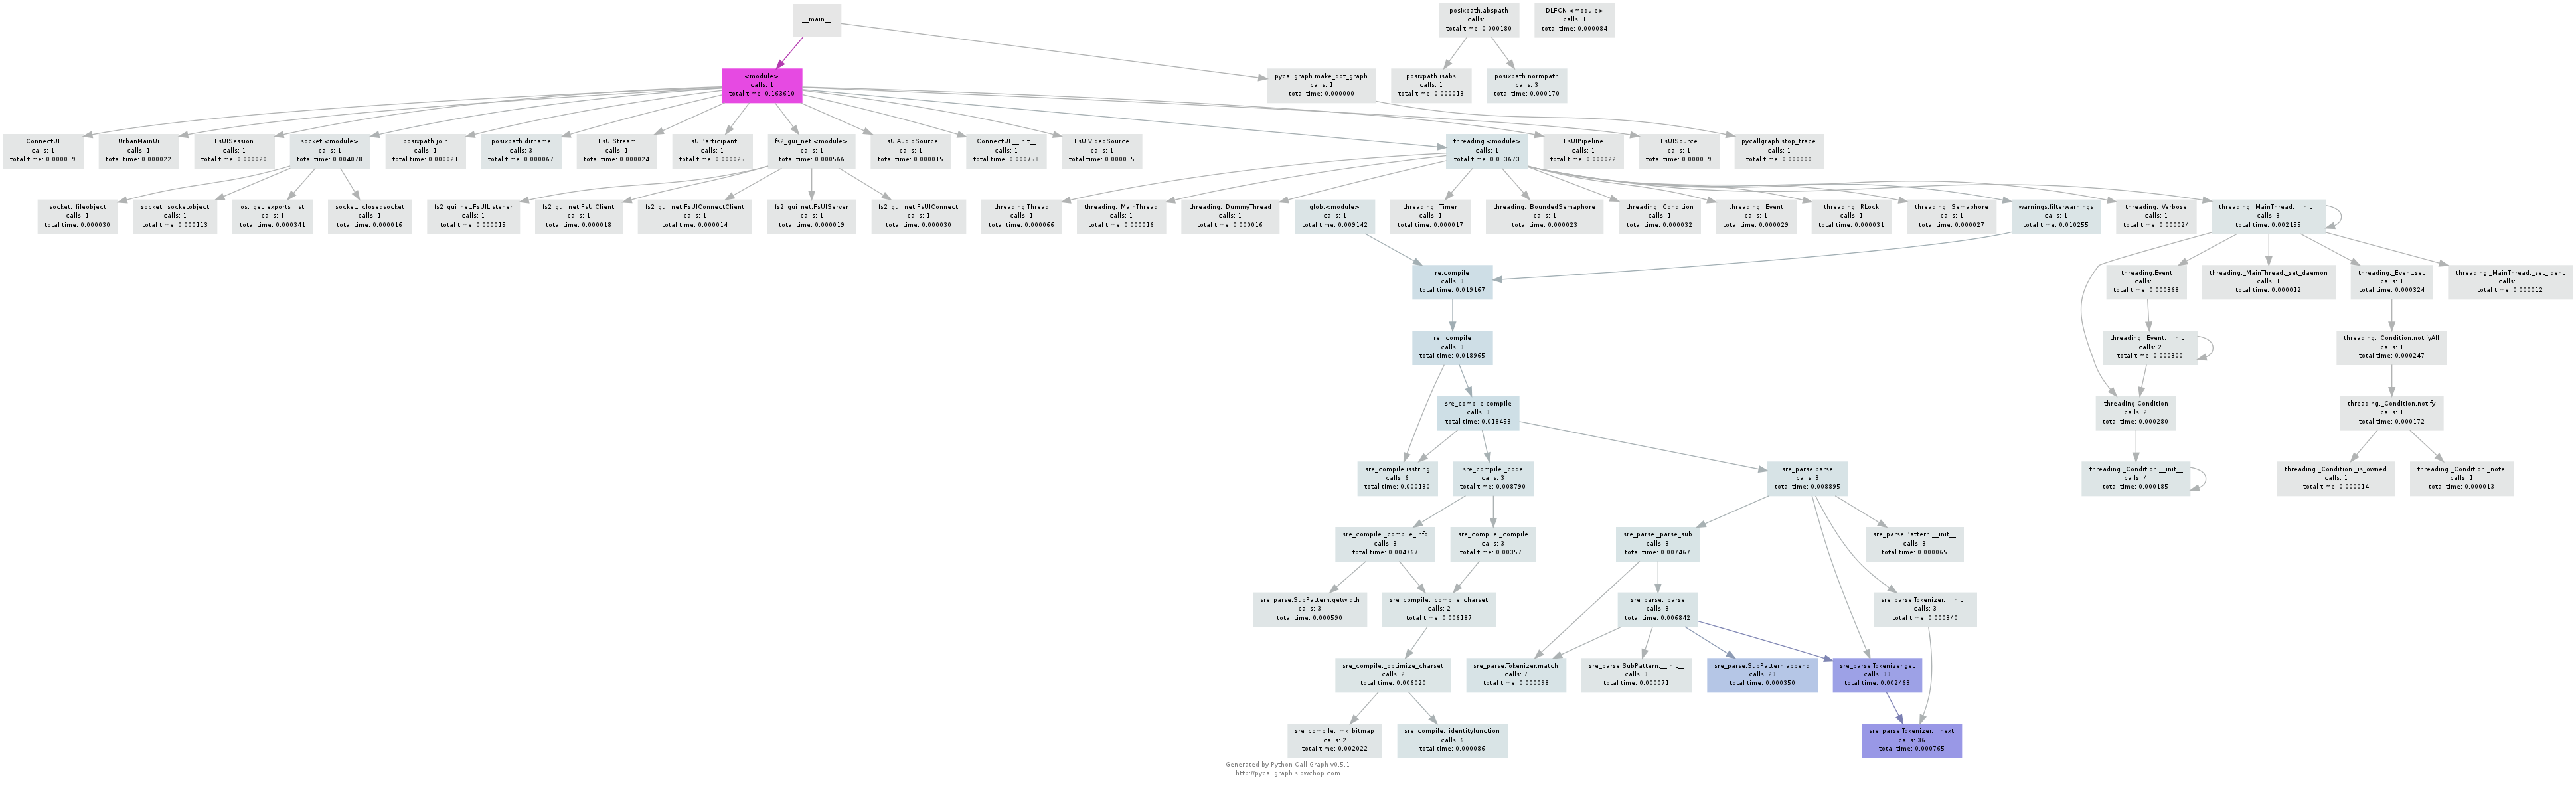 __main__
posixpath.abspath
calls: 1
total time: 0.000180
DLFCN.<module>
calls: 1
total time: 0.000084
<module>
calls: 1
total time: 0.163610
pycallgraph.make_dot_graph
calls: 1
total time: 0.000000
posixpath.isabs
calls: 1
total time: 0.000013
posixpath.normpath
calls: 3
total time: 0.000170
ConnectUI
calls: 1
total time: 0.000019
UrbanMainUi
calls: 1
total time: 0.000022
FsUISession
calls: 1
total time: 0.000020
socket.<module>
calls: 1
total time: 0.004078
posixpath.join
calls: 1
total time: 0.000021
posixpath.dirname
calls: 3
total time: 0.000067
FsUIStream
calls: 1
total time: 0.000024
FsUIParticipant
calls: 1
total time: 0.000025
fs2_gui_net.<module>
calls: 1
total time: 0.000566
FsUIAudioSource
calls: 1
total time: 0.000015
ConnectUI.__init__
calls: 1
total time: 0.000758
FsUIVideoSource
calls: 1
total time: 0.000015
threading.<module>
calls: 1
total time: 0.013673
FsUIPipeline
calls: 1
total time: 0.000022
FsUISource
calls: 1
total time: 0.000019
pycallgraph.stop_trace
calls: 1
total time: 0.000000
socket._fileobject
calls: 1
total time: 0.000030
socket._socketobject
calls: 1
total time: 0.000113
os._get_exports_list
calls: 1
total time: 0.000341
socket._closedsocket
calls: 1
total time: 0.000016
fs2_gui_net.FsUIListener
calls: 1
total time: 0.000015
fs2_gui_net.FsUIClient
calls: 1
total time: 0.000018
fs2_gui_net.FsUIConnectClient
calls: 1
total time: 0.000014
fs2_gui_net.FsUIServer
calls: 1
total time: 0.000019
fs2_gui_net.FsUIConnect
calls: 1
total time: 0.000030
threading.Thread
calls: 1
total time: 0.000066
threading._MainThread
calls: 1
total time: 0.000016
threading._DummyThread
calls: 1
total time: 0.000016
glob.<module>
calls: 1
total time: 0.009142
threading._Timer
calls: 1
total time: 0.000017
threading._BoundedSemaphore
calls: 1
total time: 0.000023
threading._Condition
calls: 1
total time: 0.000032
threading._Event
calls: 1
total time: 0.000029
threading._RLock
calls: 1
total time: 0.000031
threading._Semaphore
calls: 1
total time: 0.000027
warnings.filterwarnings
calls: 1
total time: 0.010255
threading._Verbose
calls: 1
total time: 0.000024
threading._MainThread.__init__
calls: 3
total time: 0.002155
re.compile
calls: 3
total time: 0.019167
threading.Event
calls: 1
total time: 0.000368
threading._MainThread._set_daemon
calls: 1
total time: 0.000012
threading._Event.set
calls: 1
total time: 0.000324
threading._MainThread._set_ident
calls: 1
total time: 0.000012
re._compile
calls: 3
total time: 0.018965
threading._Event.__init__
calls: 2
total time: 0.000300
threading._Condition.notifyAll
calls: 1
total time: 0.000247
sre_compile.compile
calls: 3
total time: 0.018453
threading.Condition
calls: 2
total time: 0.000280
threading._Condition.notify
calls: 1
total time: 0.000172
sre_compile.isstring
calls: 6
total time: 0.000130
sre_compile._code
calls: 3
total time: 0.008790
sre_parse.parse
calls: 3
total time: 0.008895
threading._Condition.__init__
calls: 4
total time: 0.000185
threading._Condition._is_owned
calls: 1
total time: 0.000014
threading._Condition._note
calls: 1
total time: 0.000013
sre_compile._compile_info
calls: 3
total time: 0.004767
sre_compile._compile
calls: 3
total time: 0.003571
sre_parse._parse_sub
calls: 3
total time: 0.007467
sre_parse.Pattern.__init__
calls: 3
total time: 0.000065
sre_parse.SubPattern.getwidth
calls: 3
total time: 0.000590
sre_compile._compile_charset
calls: 2
total time: 0.006187
sre_parse._parse
calls: 3
total time: 0.006842
sre_parse.Tokenizer.__init__
calls: 3
total time: 0.000340
sre_compile._optimize_charset
calls: 2
total time: 0.006020
sre_parse.Tokenizer.match
calls: 7
total time: 0.000098
sre_parse.SubPattern.__init__
calls: 3
total time: 0.000071
sre_parse.SubPattern.append
calls: 23
total time: 0.000350
sre_parse.Tokenizer.get
calls: 33
total time: 0.002463
sre_compile._mk_bitmap
calls: 2
total time: 0.002022
sre_compile._identityfunction
calls: 6
total time: 0.000086
sre_parse.Tokenizer.__next
calls: 36
total time: 0.000765
Generated by Python Call Graph v0.5.1
http://pycallgraph.slowchop.com